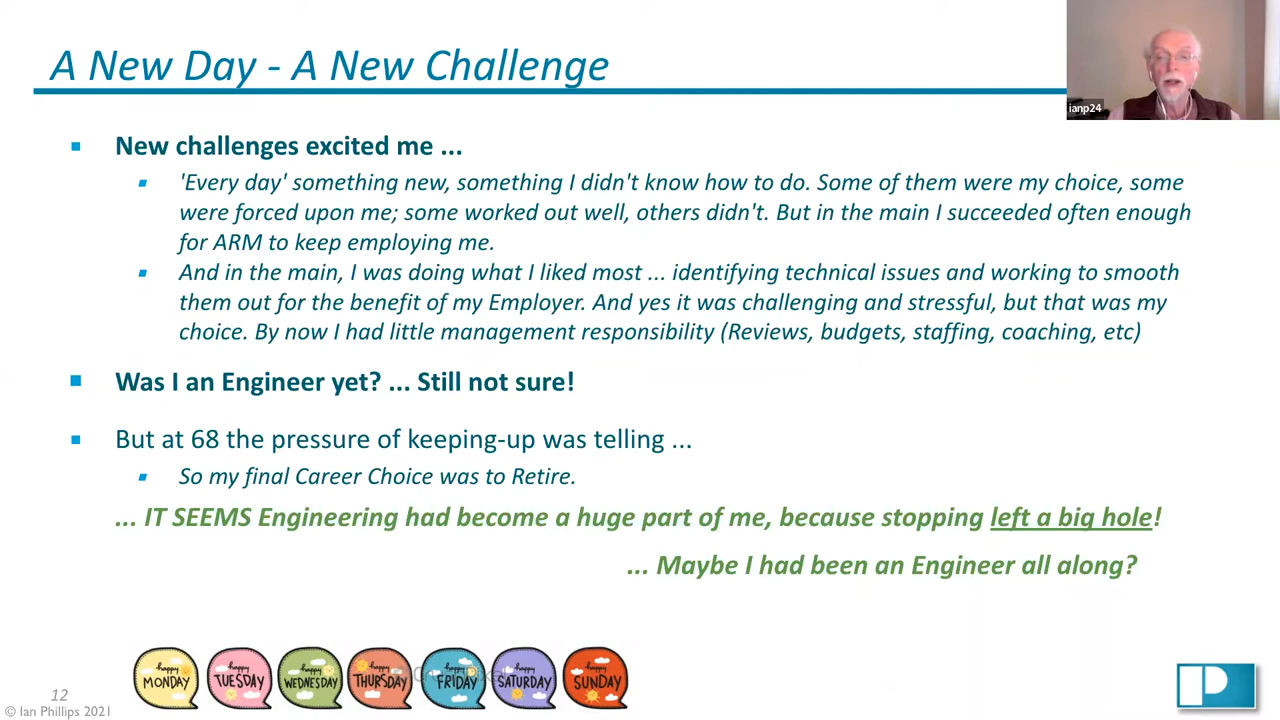 A New Day - A New Challenge
ianp24
New challenges excited me ...
'Every day' something new, something I didn't know how to do. Some of them were my choice, some
were forced upon me; some worked out well, others didn't. But in the main I succeeded often enough
for ARM to keep employing me.
And in the main, I was doing what I liked most ... identifying technical issues and working to smooth
them out for the benefit of my Employer. And yes it was challenging and stressful, but that was my
choice. By now I had little management responsibility (Reviews, budgets, staffing, coaching, etc)
Was I an Engineer yet? ... Still not sure!
But at 68 the pressure of keeping-up was telling ...
So my final Career Choice was to Retire.
... IT SEEMS Engineering had become a huge part of me, because stopping left a big hole!
... Maybe I had been an Engineer all along?
happy MONDAY
happy TUESDAY
happy WEDNESDAY
happy THURSDAY
happy FRIDAY
happy SATURDAY
happy SUNDAY
12
© Ian Phillips 2021
P